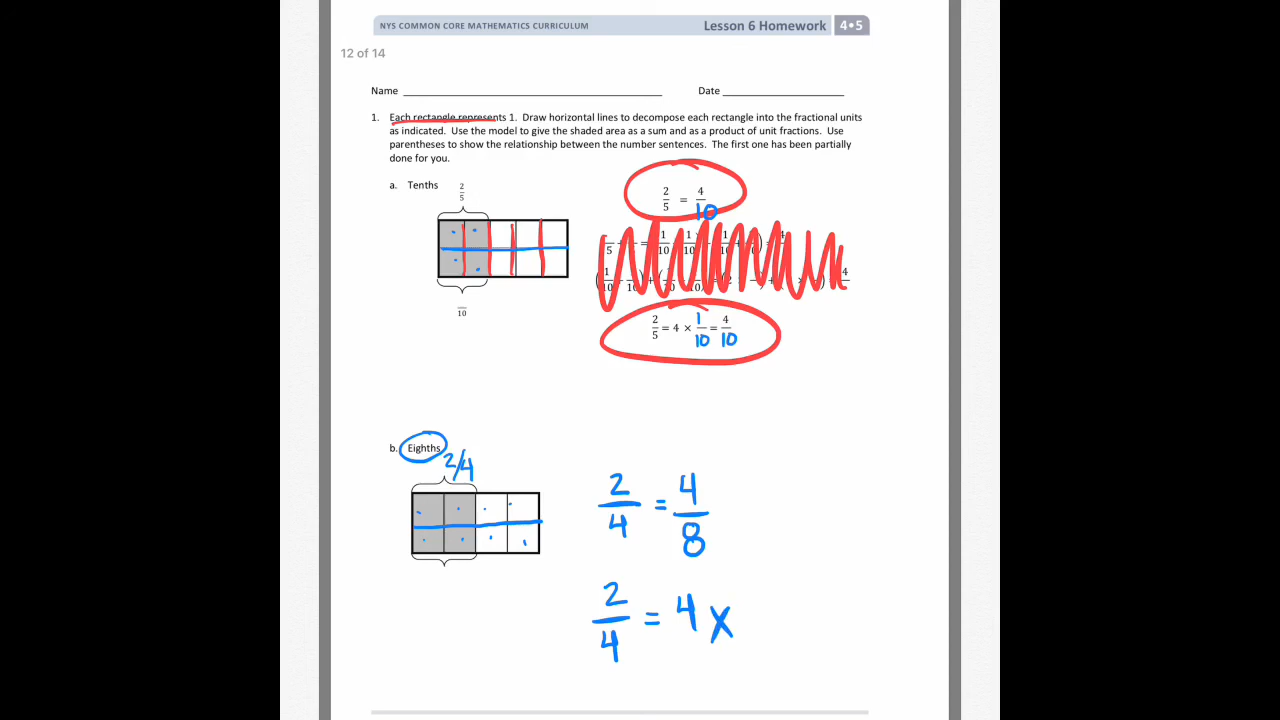 NYS COMMON CORE MATHEMATICS CURRICULUM Lesson 6 Homework 4•5
12 of 14
Name Date
1. Each rectangle represents 1. Draw horizontal lines to decompose each rectangle into the fractional units
as indicated. Use the model to give the shaded area as a sum and as a product of unit fractions. Use
parentheses to show the relationship between the number sentences. The first one has been partially
done for you.
a. Tenths
2/5
2/5 = 4/10
10
2/5 = 4 × 1/10 = 4/10
b. Eighths
2/4
2/4 = 4/8
2/4 = 4 x